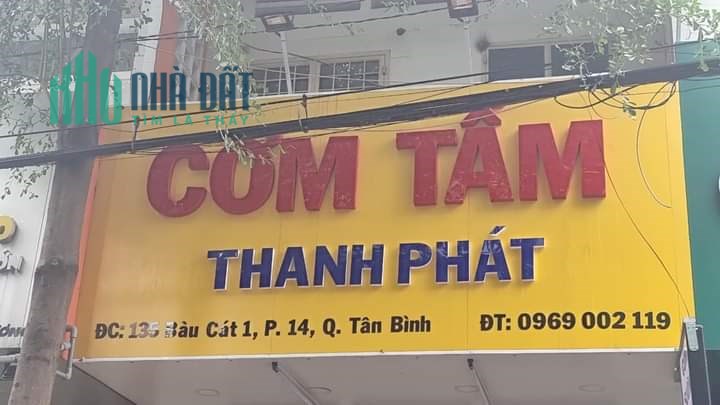 KHO NHÀ ĐẤT
TÌM LÀ THẤY
CƠM TẤM
THANH PHÁT
ĐC: 135 Bàu Cát 1, P. 14, Q. Tân Bình ĐT: 0969 002 119